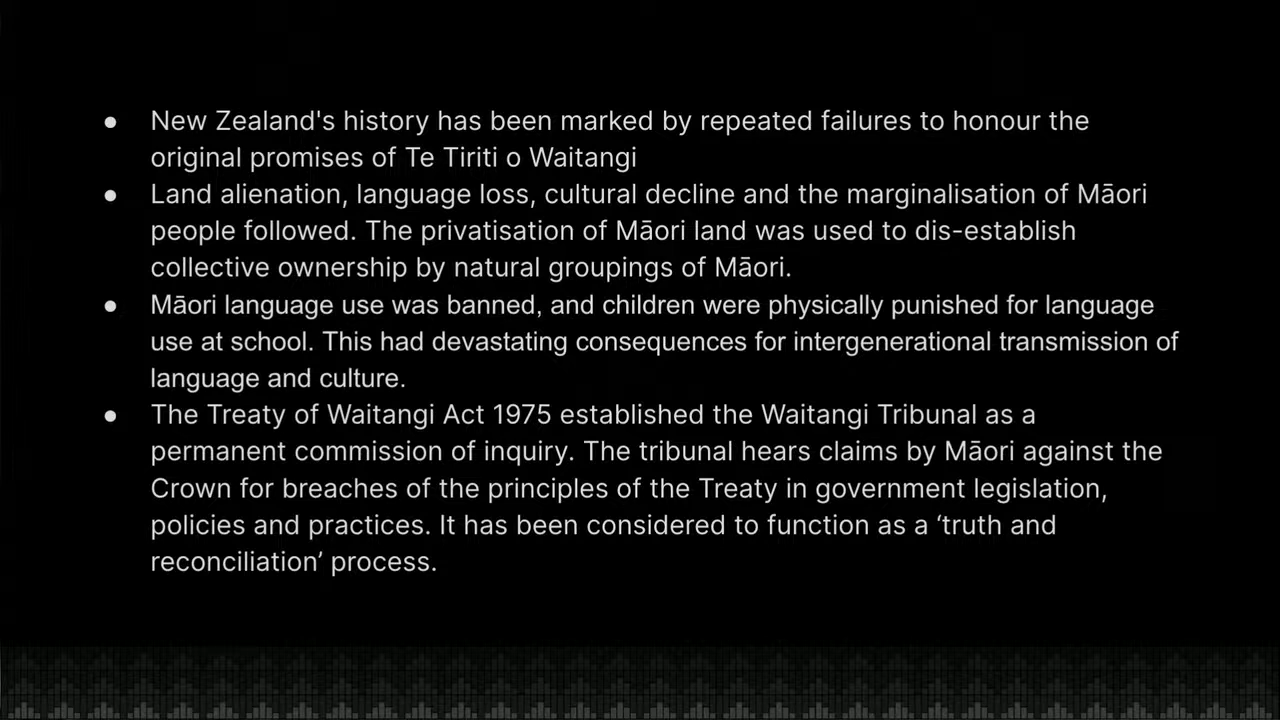 ● New Zealand's history has been marked by repeated failures to honour the
original promises of Te Tiriti o Waitangi
● Land alienation, language loss, cultural decline and the marginalisation of Māori
people followed. The privatisation of Māori land was used to dis-establish
collective ownership by natural groupings of Māori.
● Māori language use was banned, and children were physically punished for language
use at school. This had devastating consequences for intergenerational transmission of
language and culture.
● The Treaty of Waitangi Act 1975 established the Waitangi Tribunal as a
permanent commission of inquiry. The tribunal hears claims by Māori against the
Crown for breaches of the principles of the Treaty in government legislation,
policies and practices. It has been considered to function as a ‘truth and
reconciliation’ process.